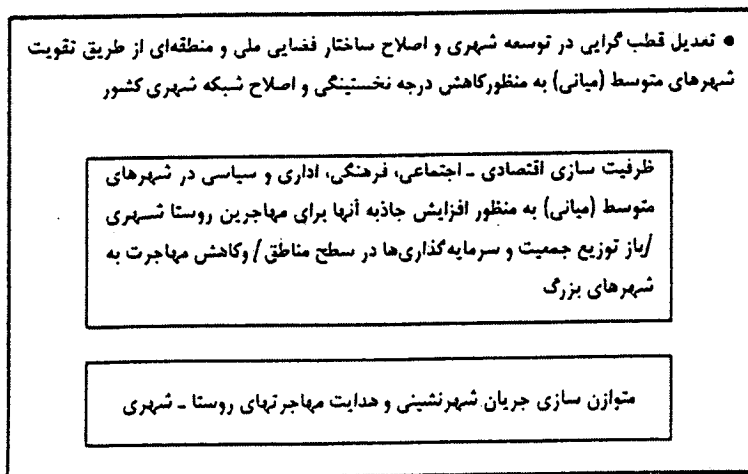 ● تعدیل قطب گرایی در توسعه شهری و اصلاح ساختار فضایی ملی و منطقه‌ای از طریق تقویت
شهرهای متوسط (میانی) به منظورکاهش درجه نخستینگی و اصلاح شبکه شهری کشور
ظرفیت سازی اقتصادی ـ اجتماعی، فرهنگی، اداری و سیاسی در شهرهای
متوسط (میانی) به منظور افزایش جاذبه آنها برای مهاجرین روستا شهری
/باز توزیع جمعیت و سرمایه‌گذاری‌ها در سطح مناطق/ وکاهش مهاجرت به
شهرهای بزرگ
متوازن سازی جریان شهرنشینی و هدایت مهاجرتهای روستا ـ شهری